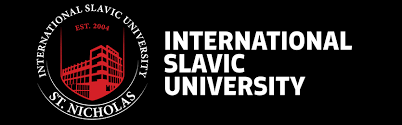 INTERNATIONAL SLAVIC UNIVERSITY
EST. 2004
ST. NICHOLAS
INTERNATIONAL
SLAVIC
UNIVERSITY